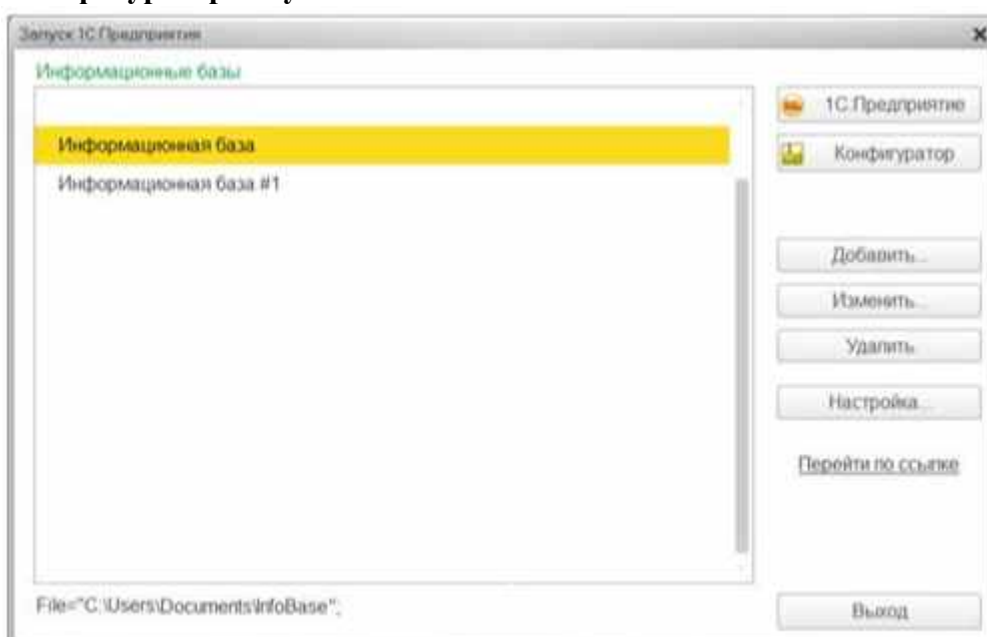 Запуск 1С:Предприятия
Информационные базы
Информационная база
Информационная база #1
1С:Предприятие
Конфигуратор
Добавить...
Изменить...
Удалить
Настройка...
Перейти по ссылке
File="C:\Users\Documents\InfoBase";
Выход